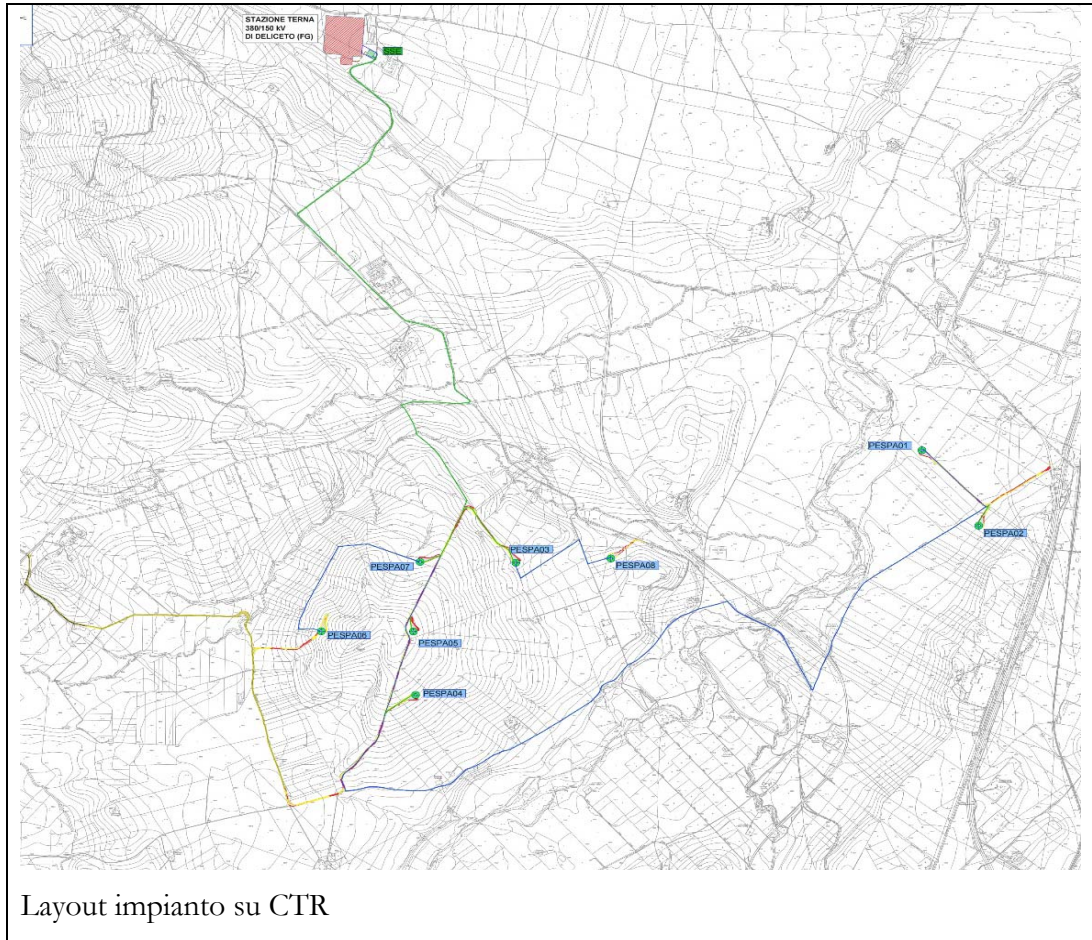 STAZIONE TERNA
380/150 kV
DI DELICETO (FG)
SSE
PESPA01
PESPA02
PESPA03
PESPA07
PESPA08
PESPA06
PESPA05
PESPA04
Layout impianto su CTR